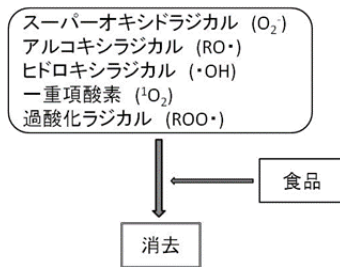 スーパーオキシドラジカル (O₂⁻)
アルコキシラジカル (RO・)
ヒドロキシラジカル (・OH)
一重項酸素 (¹O₂)
過酸化ラジカル (ROO・)
食品
消去